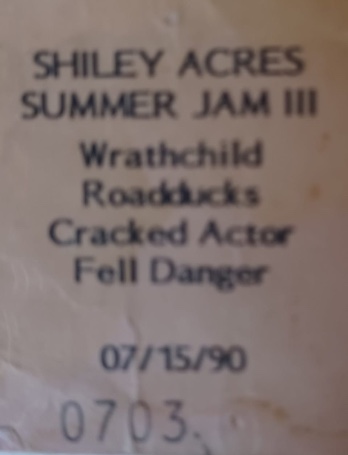 SHILEY ACRES
SUMMER JAM III
Wrathchild
Roadducks
Cracked Actor
Fell Danger
07/15/90
0703.